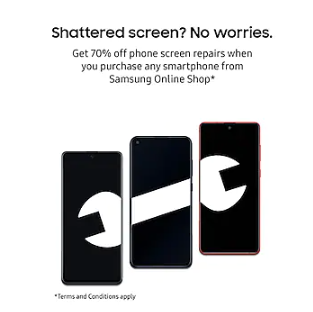 Shattered screen? No worries.
Get 70% off phone screen repairs when
you purchase any smartphone from
Samsung Online Shop*
*Terms and Conditions apply